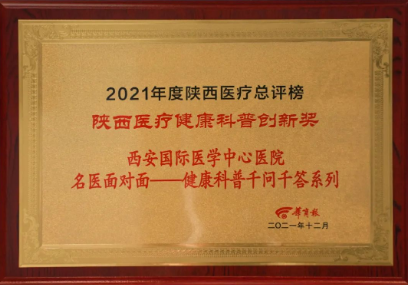 2021年度陕西医疗总评榜
陕西医疗健康科普创新奖
西安国际医学中心医院
名医面对面——健康科普千问千答系列
华商报
二〇二一年十二月